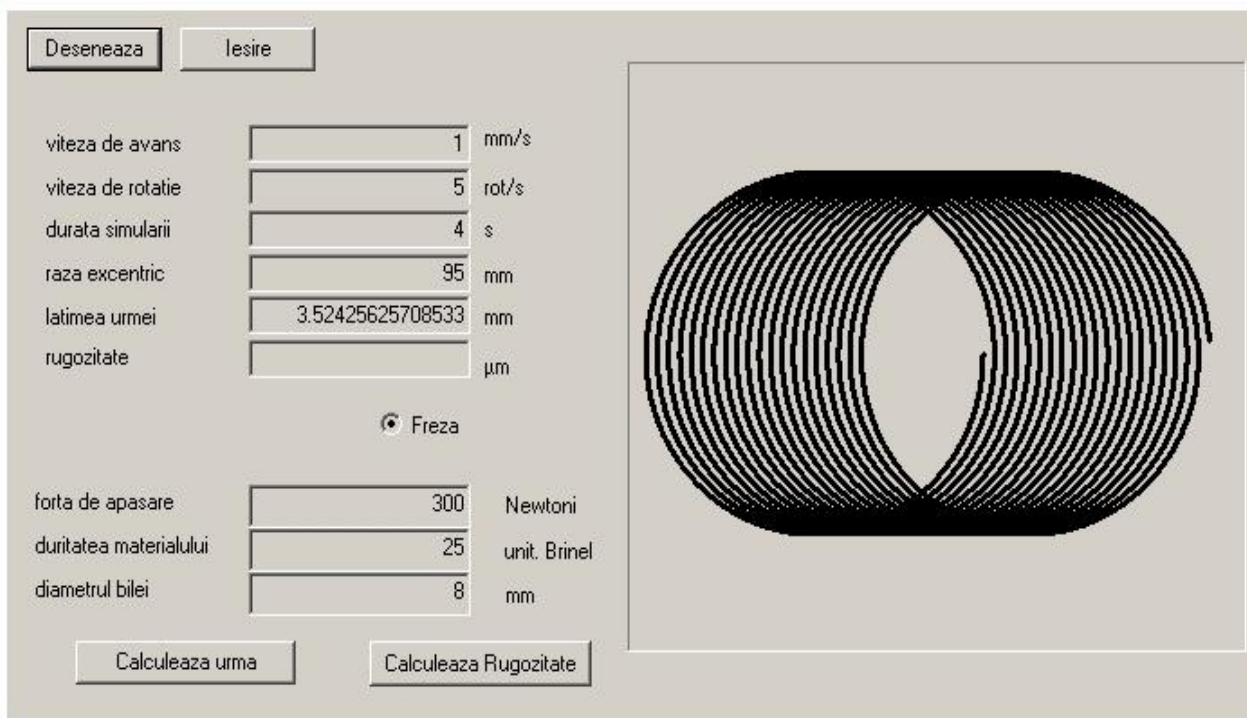 Deseneaza Iesire
viteza de avans 1 mm/s
viteza de rotatie 5 rot/s
durata simularii 4 s
raza excentric 95 mm
latimea urmei 3.52425625708533 mm
rugozitate µm
Freza
forta de apasare 300 Newtoni
duritatea materialului 25 unit. Brinel
diametrul bilei 8 mm
Calculeaza urma Calculeaza Rugozitate